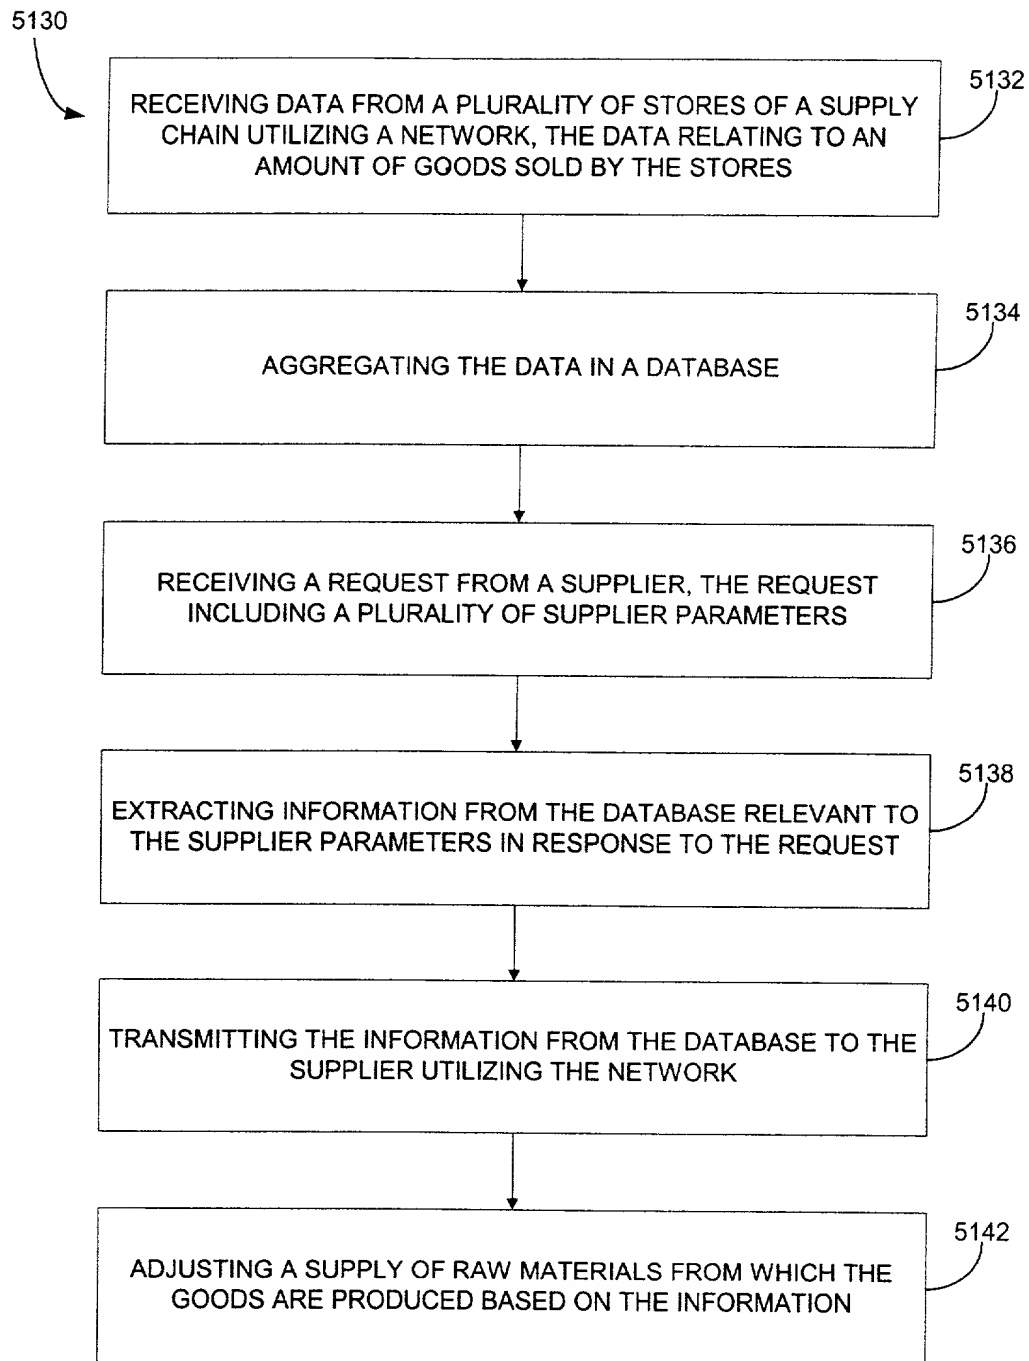 5130
5132
RECEIVING DATA FROM A PLURALITY OF STORES OF A SUPPLY
CHAIN UTILIZING A NETWORK, THE DATA RELATING TO AN
AMOUNT OF GOODS SOLD BY THE STORES
5134
AGGREGATING THE DATA IN A DATABASE
5136
RECEIVING A REQUEST FROM A SUPPLIER, THE REQUEST
INCLUDING A PLURALITY OF SUPPLIER PARAMETERS
5138
EXTRACTING INFORMATION FROM THE DATABASE RELEVANT TO
THE SUPPLIER PARAMETERS IN RESPONSE TO THE REQUEST
5140
TRANSMITTING THE INFORMATION FROM THE DATABASE TO THE
SUPPLIER UTILIZING THE NETWORK
5142
ADJUSTING A SUPPLY OF RAW MATERIALS FROM WHICH THE
GOODS ARE PRODUCED BASED ON THE INFORMATION